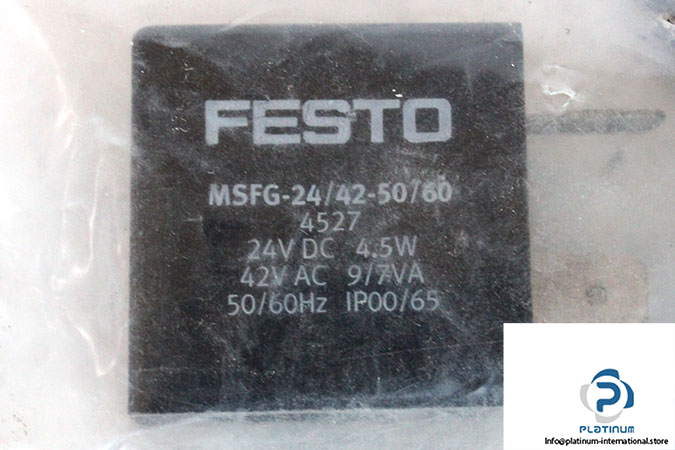 FESTO
MSFG-24/42-50/60
4527
24V DC 4.5W
42V AC 9/7VA
50/60Hz IP00/65
PLATINUM
Info@platinum-international.store